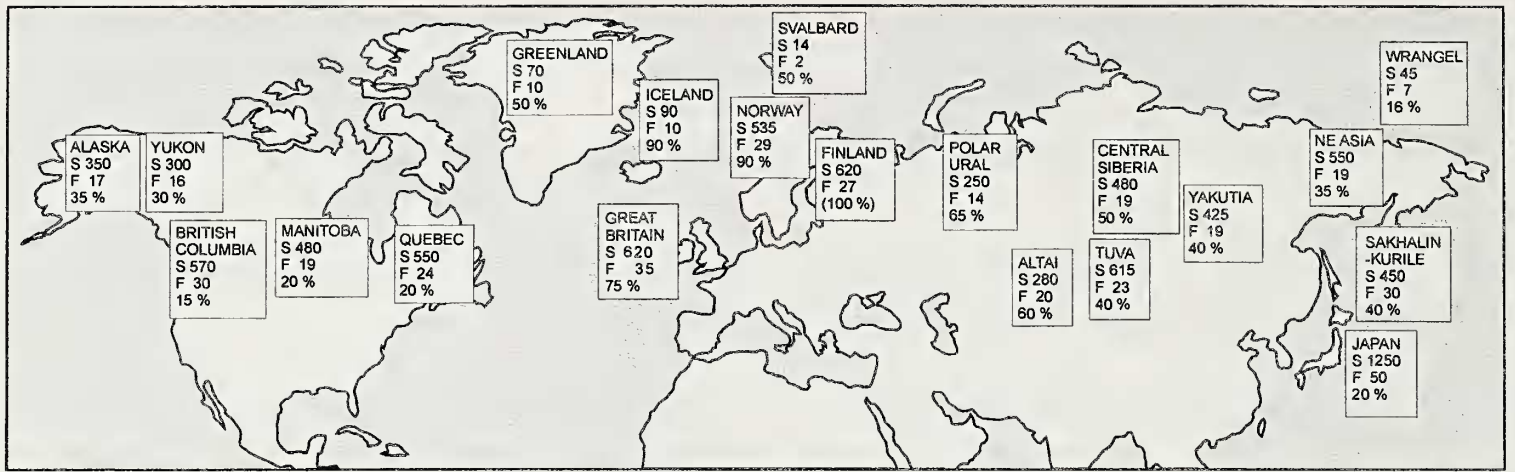 SVALBARD
S 14
F 2
50 %
GREENLAND
S 70
F 10
50 %
WRANGEL
S 45
F 7
16 %
ICELAND
S 90
F 10
90 %
NORWAY
S 535
F 29
90 %
ALASKA
S 350
F 17
35 %
YUKON
S 300
F 16
30 %
FINLAND
S 620
F 27
(100 %)
POLAR
URAL
S 250
F 14
65 %
CENTRAL
SIBERIA
S 480
F 19
50 %
NE ASIA
S 550
F 19
35 %
YAKUTIA
S 425
F 19
40 %
BRITISH
COLUMBIA
S 570
F 30
15 %
MANITOBA
S 480
F 19
20 %
QUEBEC
S 550
F 24
20 %
GREAT
BRITAIN
S 620
F 35
75 %
ALTAI
S 280
F 20
60 %
TUVA
S 615
F 23
40 %
SAKHALIN
-KURILE
S 450
F 30
40 %
JAPAN
S 1250
F 50
20 %